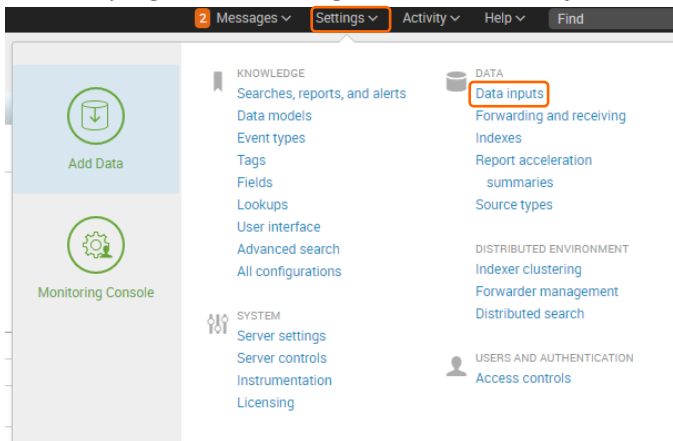 2 Messages Settings Activity Help Find
Add Data
Monitoring Console
KNOWLEDGE
Searches, reports, and alerts
Data models
Event types
Tags
Fields
Lookups
User interface
Advanced search
All configurations
SYSTEM
Server settings
Server controls
Instrumentation
Licensing
DATA
Data inputs
Forwarding and receiving
Indexes
Report acceleration
summaries
Source types
DISTRIBUTED ENVIRONMENT
Indexer clustering
Forwarder management
Distributed search
USERS AND AUTHENTICATION
Access controls